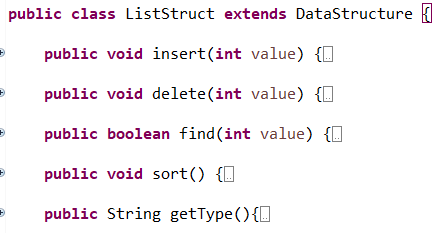 public class ListStruct extends DataStructure {
public void insert(int value) {..
public void delete(int value) {..
public boolean find(int value) {..
public void sort() {..
public String getType(){..